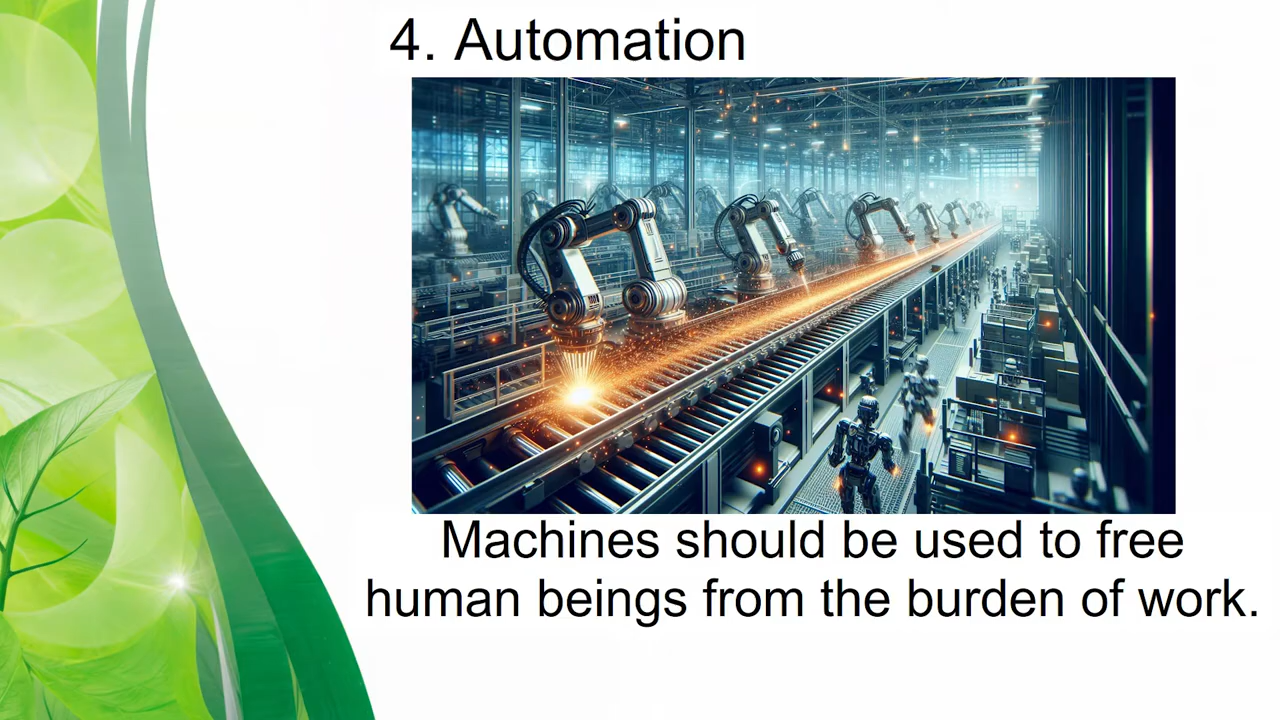 4. Automation
Machines should be used to free
human beings from the burden of work.